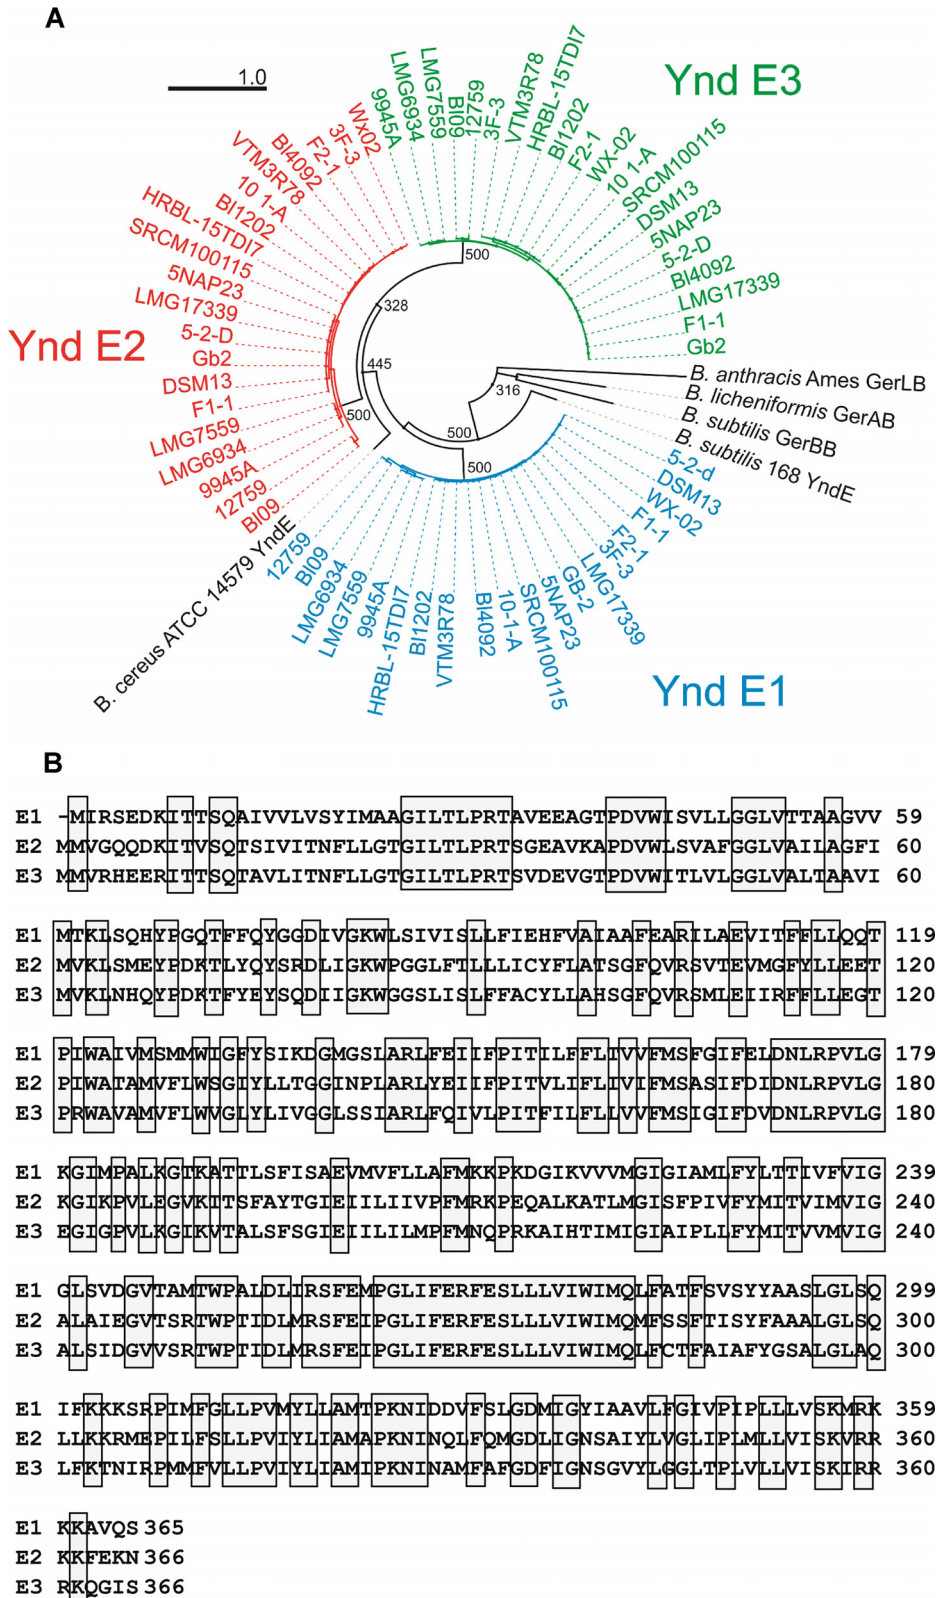 A
1.0
Ynd E3
9945A
LMG6934
LMG7559
BI09
12759
3F-3
VTM3R78
HRBL-15TDI7
BI1202
F2-1
WX-02
10 1-A
SRCM100115
DSM13
5NAP23
5-2-D
BI4092
LMG17339
F1-1
Gb2
B. anthracis Ames GerLB
B. licheniformis GerAB
B. subtilis GerBB
B. subtilis 168 YndE
5-2-d
DSM13
WX-02
F1-1
F2-1
3F-3
LMG17339
GB-2
5NAP23
SRCM100115
10-1-A
BI4092
VTM3R78
BI1202
HRBL-15TDI7
9945A
LMG7559
LMG6934
BI09
12759
Ynd E1
B. cereus ATCC 14579 YndE
BI09
12759
9945A
LMG6934
LMG7559
F1-1
DSM13
Gb2
5-2-D
LMG17339
5NAP23
SRCM100115
HRBL-15TDI7
BI1202
10 1-A
VTM3R78
BI4092
F2-1
3F-3
Wx02
Ynd E2
500
328
445
316
500
500
500
B
E1 -MIRSEDKITTSQAIVVLVSYIMAAGILTLPRTAVEEAGTPDVWISVLLGGLVTTAAGVV 59
E2 MMVGQQDKITVSQTSIVITNFLLGTGILTLPRTSGEAVKAPDVWLSVAFGGLVAILAGFI 60
E3 MMVRHEERITTSQTAVLITNFLLGTGILTLPRTSVDEVGTPDVWITLVLGGLVALTAAVI 60
E1 MTKLSQHYPGQTFFQYGGDIVGKWLSIVISLLFIEHFVAIAAFEARILAEVITFFLLQQT 119
E2 MVKLSMEYPDKTLYQYSRDLIGKWPGGLFTLLLICYFLATSGFQVRSVTEVMGFYLLEET 120
E3 MVKLNHQYPDKTFYEYSQDIIGKWGGSLISLFFACYLLAHSGFQVRSMLEIIRFFLLEGT 120
E1 PIWAIVMSMMWIGFYSIKDGMGSLARLFEIIFPITILFFLTVVFMSFGIFELDNLRPVLG 179
E2 PIWATAMVFLWSGIYLLTGGINPLARLYEIIFPITVLIFLIVIFMSASIFDIDNLRPVLG 180
E3 PRWAVAMVFLWVGLYLIVGGLSSIARLFQIVLPITFILFLLVVFMSIGIFDVDNLRPVLG 180
E1 KGIMPALKGTKATTLSFISAEVMVFLLAFMKKPKDGIKVVVMGIGIAMLFYLTTIVFVIG 239
E2 KGIKPVLEGVKITSFAYTGIEIILIIVPFMRKPEQALKATLMGISFPIVFYMITVIMVIG 240
E3 EGIGPVLKGIKVTALSFSGIEIILILMPFMNQPRKAIHTIMIGIAIPLLFYMITVVMVIG 240
E1 GLSVDGVTAMTWPALDLIRSFEMPGLIFERFESLLLVIWIMQLFATFSVSYYAASLGLSQ 299
E2 ALAIEGVTSRTWPTIDLMRSFEIPGLIFERFESLLLVIWIMQMFSSFTISYFAAALGLSQ 300
E3 ALSIDGVVSRTWPTIDLMRSFEIPGLIFERFESLLLVIWIMQLFCTFAIAFYGSALGLAQ 300
E1 IFKKKSRPIMFGLLPVMYLLAMTPKNIDDVFSLGDMIGYIAAVLFGIVPIPLLLVSKMRK 359
E2 LLKKRMEPILFSLLPVIYLIAMAPKNINQLFQMGDLIGNSAIYLVGLIPLMLLVISKVRR 360
E3 LFKTNIRPMMFVLLPVIYLIAMIPKNINAMFAFGDFIGNSGVYLGGLTPLVLLVISKIRR 360
E1 KKAVQS 365
E2 KKFEKN 366
E3 RKQGIS 366